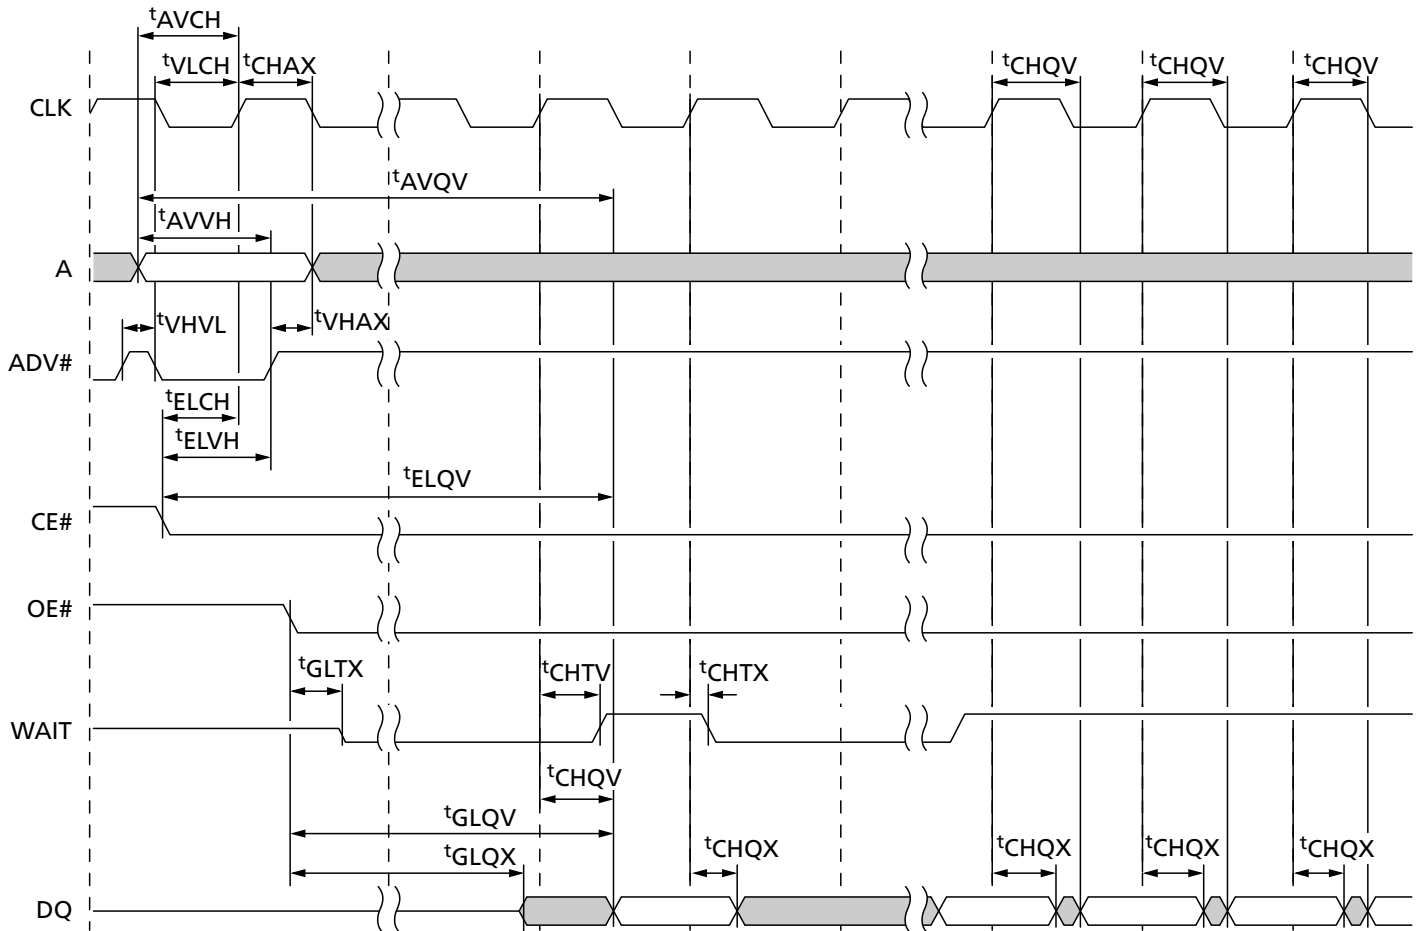 tAVCH
tVLCH tCHAX tCHQV tCHQV tCHQV
CLK
tAVQV
tAVVH
A
tVHVL tVHAX
ADV#
tELCH
tELVH
tELQV
CE#
OE#
tGLTX tCHTV tCHTX
WAIT
tCHQV
tGLQV
tGLQX tCHQX tCHQX tCHQX tCHQX
DQ